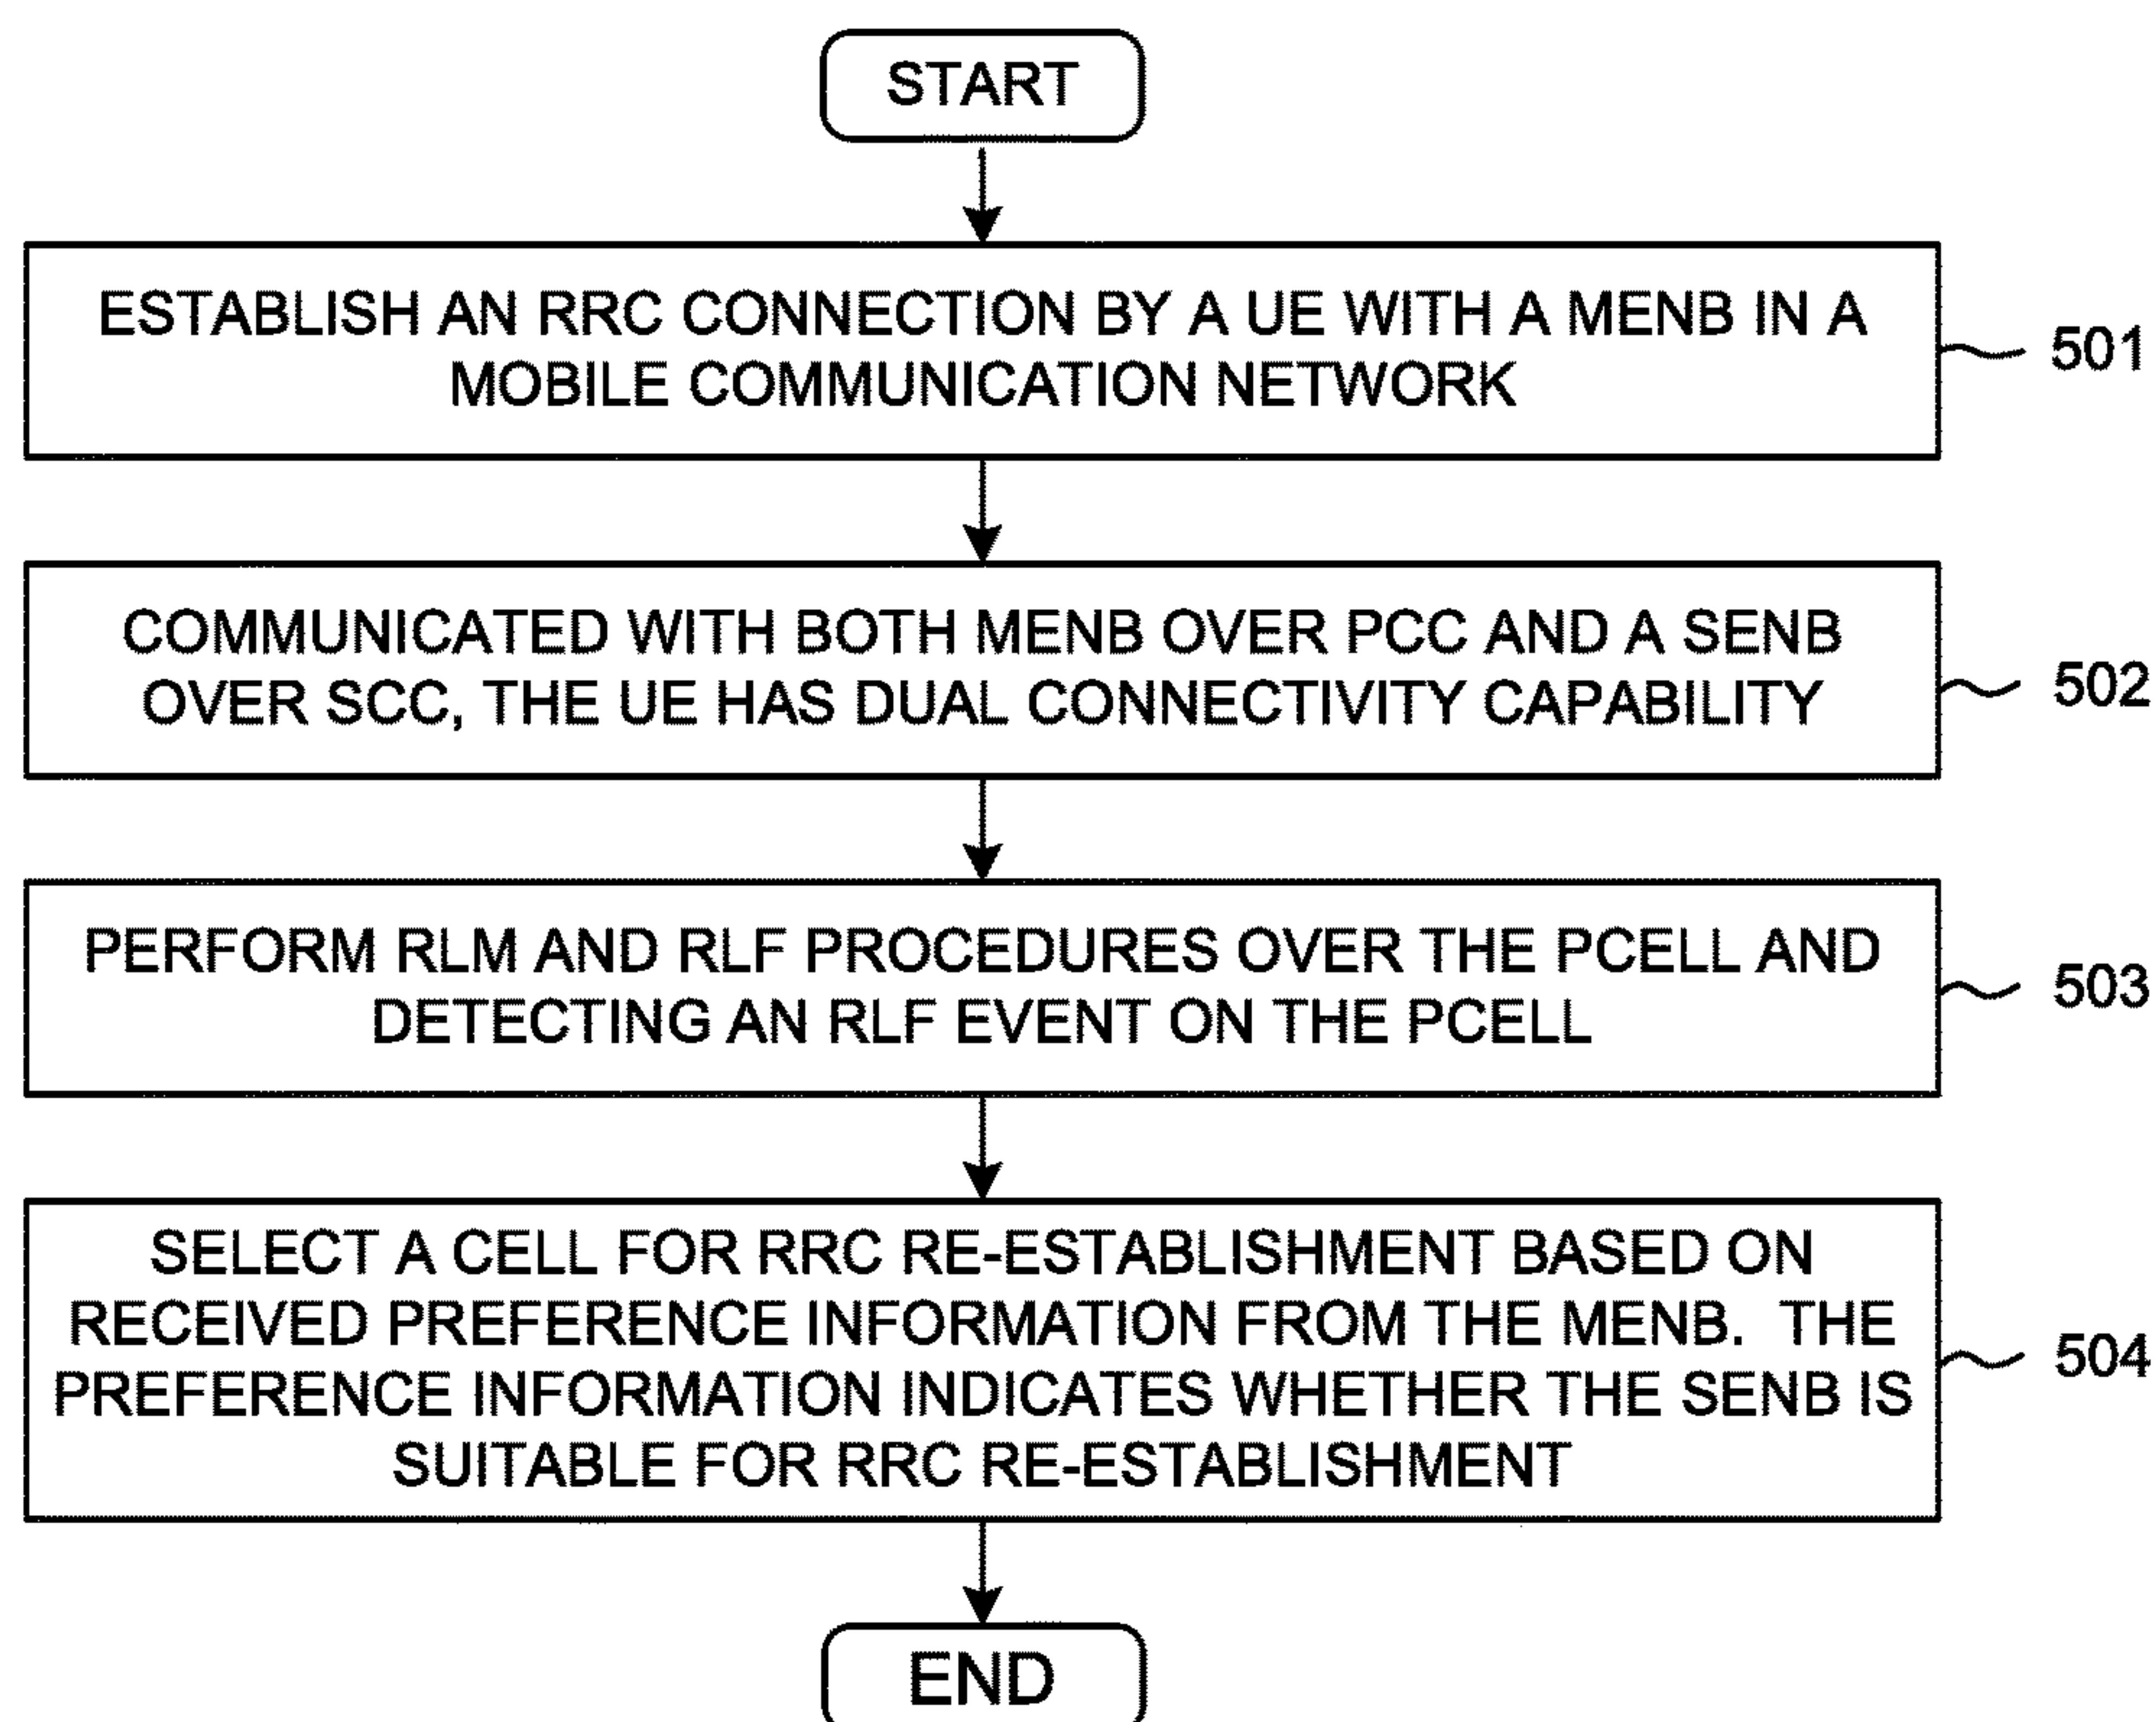 START
ESTABLISH AN RRC CONNECTION BY A UE WITH A MENB IN A
MOBILE COMMUNICATION NETWORK
501
COMMUNICATED WITH BOTH MENB OVER PCC AND A SENB
OVER SCC, THE UE HAS DUAL CONNECTIVITY CAPABILITY
502
PERFORM RLM AND RLF PROCEDURES OVER THE PCELL AND
DETECTING AN RLF EVENT ON THE PCELL
503
SELECT A CELL FOR RRC RE-ESTABLISHMENT BASED ON
RECEIVED PREFERENCE INFORMATION FROM THE MENB. THE
PREFERENCE INFORMATION INDICATES WHETHER THE SENB IS
SUITABLE FOR RRC RE-ESTABLISHMENT
504
END